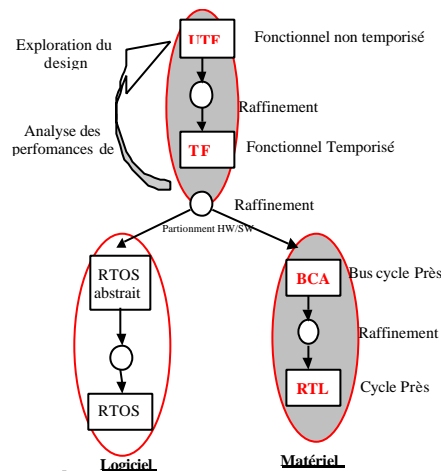 Exploration du
design
UTF
Fonctionnel non temporisé
Raffinement
Analyse des
perfomances de
TF
Fonctionnel Temporisé
Raffinement
Partionment HW/SW
RTOS
abstrait
BCA
Bus cycle Près
Raffinement
RTOS
RTL
Cycle Près
Logiciel
Matériel